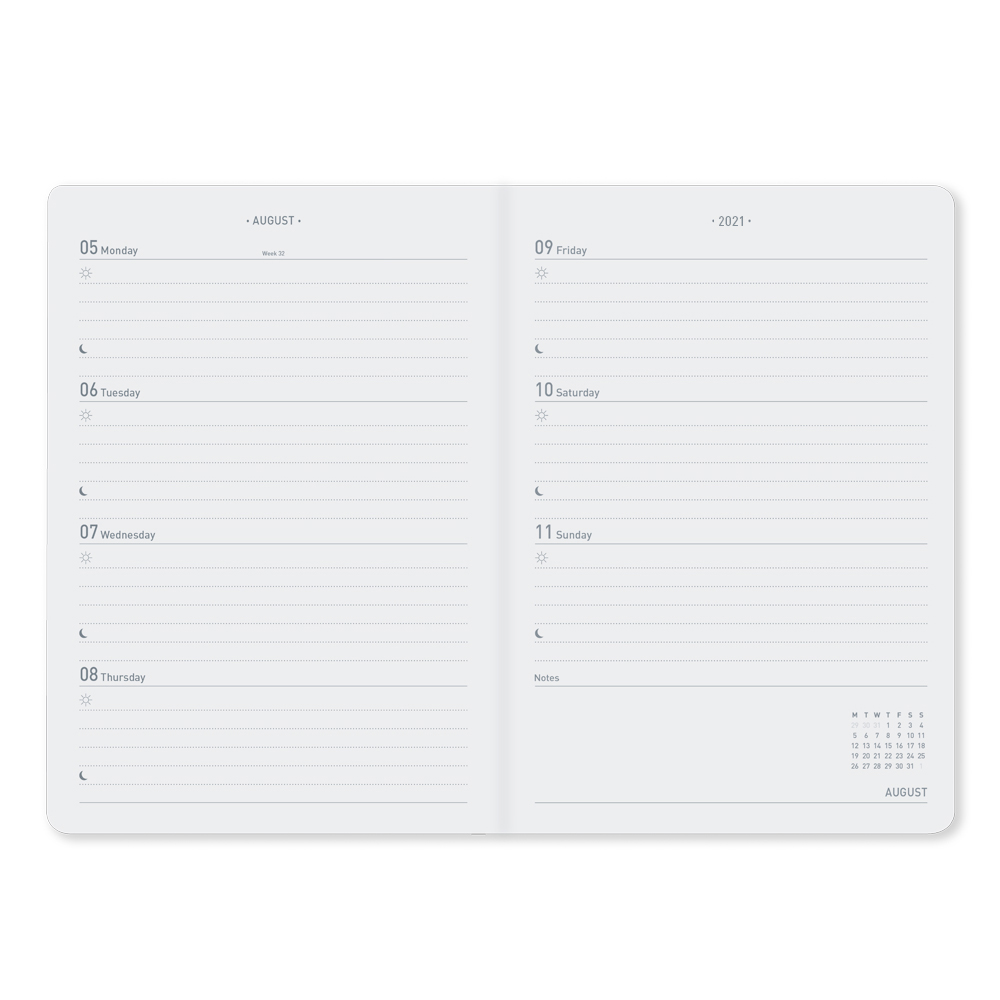 • AUGUST •
05 Monday
Week 32
06 Tuesday
07 Wednesday
08 Thursday
• 2021 •
09 Friday
10 Saturday
11 Sunday
Notes
M T W T F S S
29 30 31 1 2 3 4
5 6 7 8 9 10 11
12 13 14 15 16 17 18
19 20 21 22 23 24 25
26 27 28 29 30 31 1
AUGUST